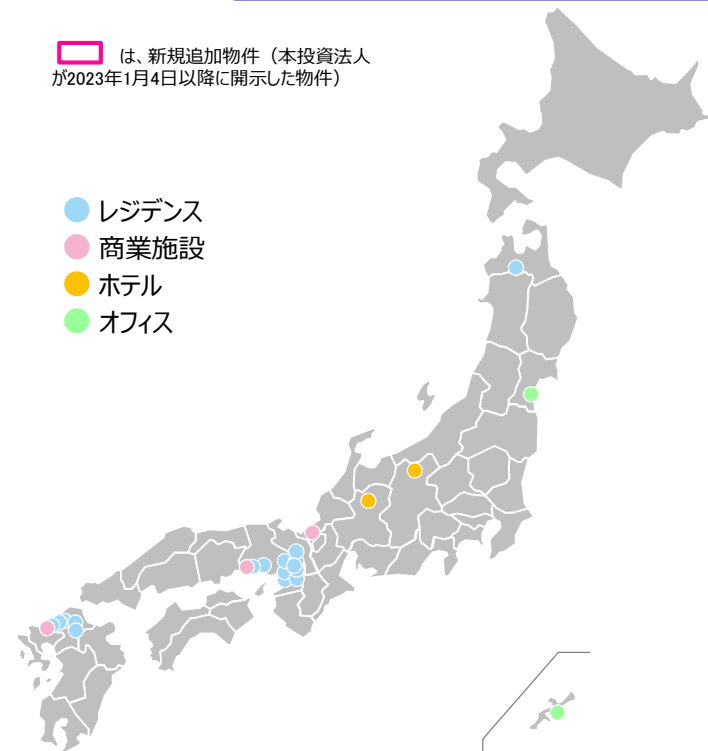 は、新規追加物件（本投資法人
が2023年1月4日以降に開示した物件）
レジデンス
商業施設
ホテル
オフィス